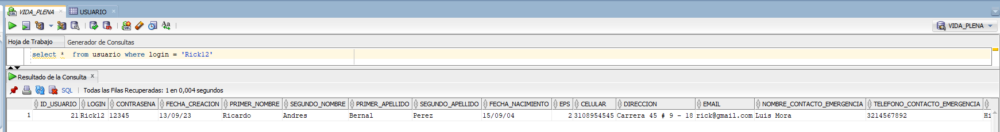 VIDA_PLENA
USUARIO
VIDA_PLENA
Hoja de Trabajo
Generador de Consultas
select *  from usuario where login = 'Rick12'
Resultado de la Consulta
SQL
Todas las Filas Recuperadas: 1 en 0,004 segundos
ID_USUARIO LOGIN CONTRASENA FECHA_CREACION PRIMER_NOMBRE SEGUNDO_NOMBRE PRIMER_APELLIDO SEGUNDO_APELLIDO FECHA_NACIMIENTO EPS CELULAR DIRECCION EMAIL NOMBRE_CONTACTO_EMERGENCIA TELEFONO_CONTACTO_EMERGENCIA
1 21 Rick12 12345 13/09/23 Ricardo Andres Bernal Perez 15/09/04 2 3108954545 Carrera 45 # 9 - 18 rick@gmail.com Luis Mora 3214567892 Hi